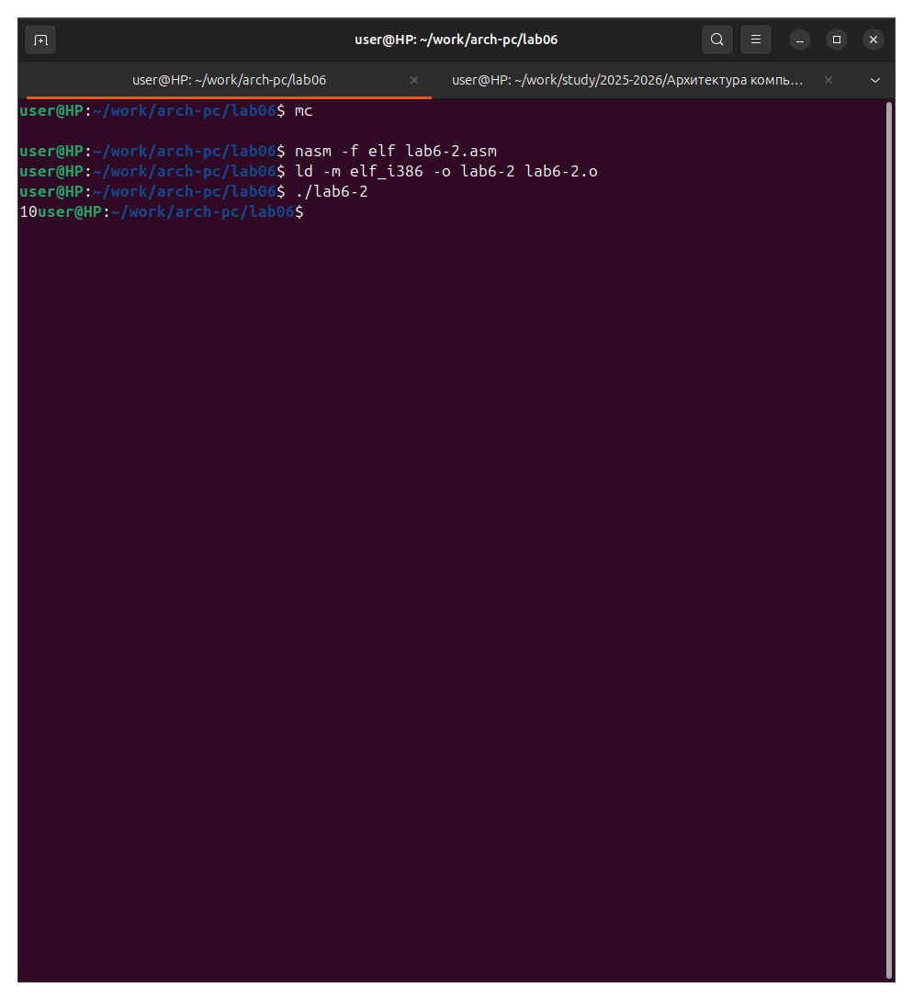 user@HP: ~/work/arch-pc/lab06
user@HP: ~/work/arch-pc/lab06
user@HP: ~/work/study/2025-2026/Архитектура компь…
user@HP:~/work/arch-pc/lab06$ mc
user@HP:~/work/arch-pc/lab06$ nasm -f elf lab6-2.asm
user@HP:~/work/arch-pc/lab06$ ld -m elf_i386 -o lab6-2 lab6-2.o
user@HP:~/work/arch-pc/lab06$ ./lab6-2
10user@HP:~/work/arch-pc/lab06$